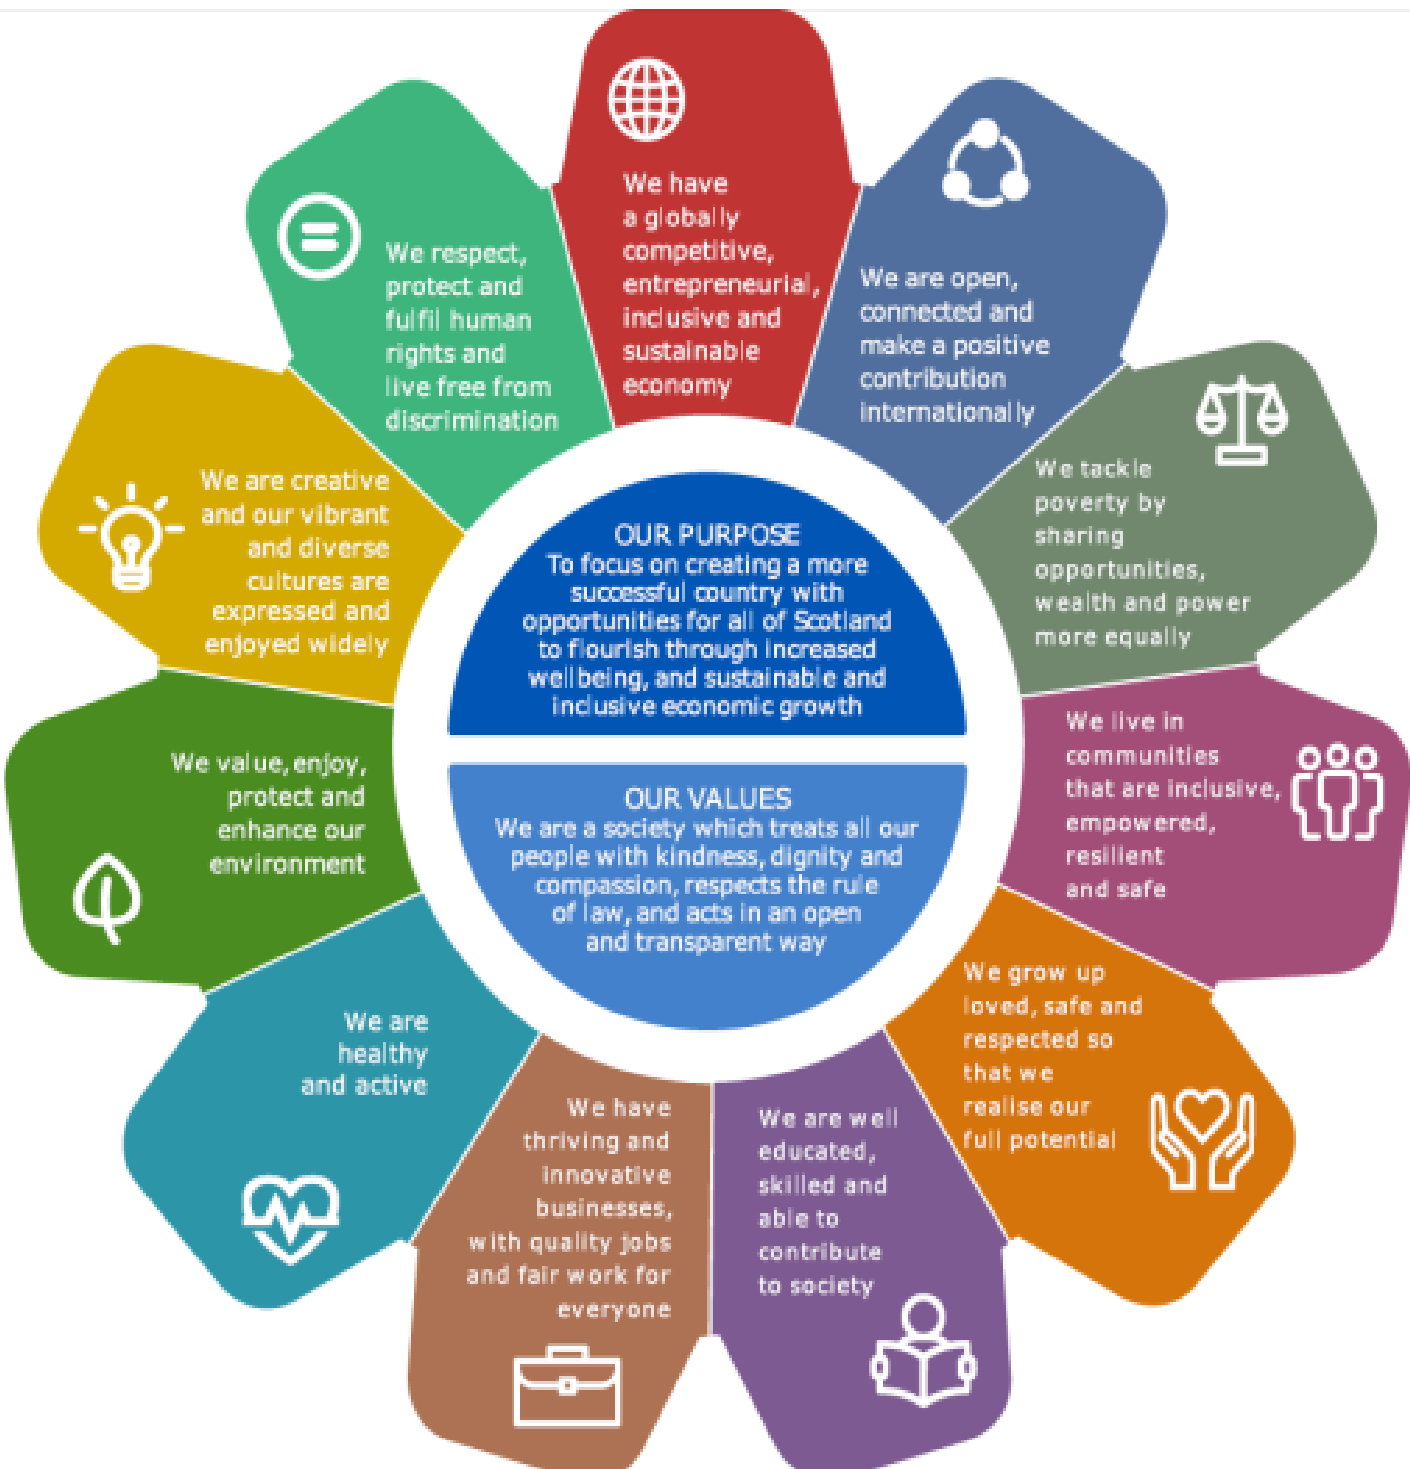 We have
a globally
competitive,
entrepreneurial,
inclusive and
sustainable
economy
We are open,
connected and
make a positive
contribution
internationally
We tackle
poverty by
sharing
opportunities,
wealth and power
more equally
We live in
communities
that are inclusive,
empowered,
resilient
and safe
We grow up
loved, safe and
respected so
that we
realise our
full potential
We are well
educated,
skilled and
able to
contribute
to society
We have
thriving and
innovative
businesses,
with quality jobs
and fair work for
everyone
We are
healthy
and active
We value, enjoy,
protect and
enhance our
environment
We are creative
and our vibrant
and diverse
cultures are
expressed and
enjoyed widely
We respect,
protect and
fulfil human
rights and
live free from
discrimination
OUR PURPOSE
To focus on creating a more
successful country with
opportunities for all of Scotland
to flourish through increased
wellbeing, and sustainable and
inclusive economic growth
OUR VALUES
We are a society which treats all our
people with kindness, dignity and
compassion, respects the rule
of law, and acts in an open
and transparent way